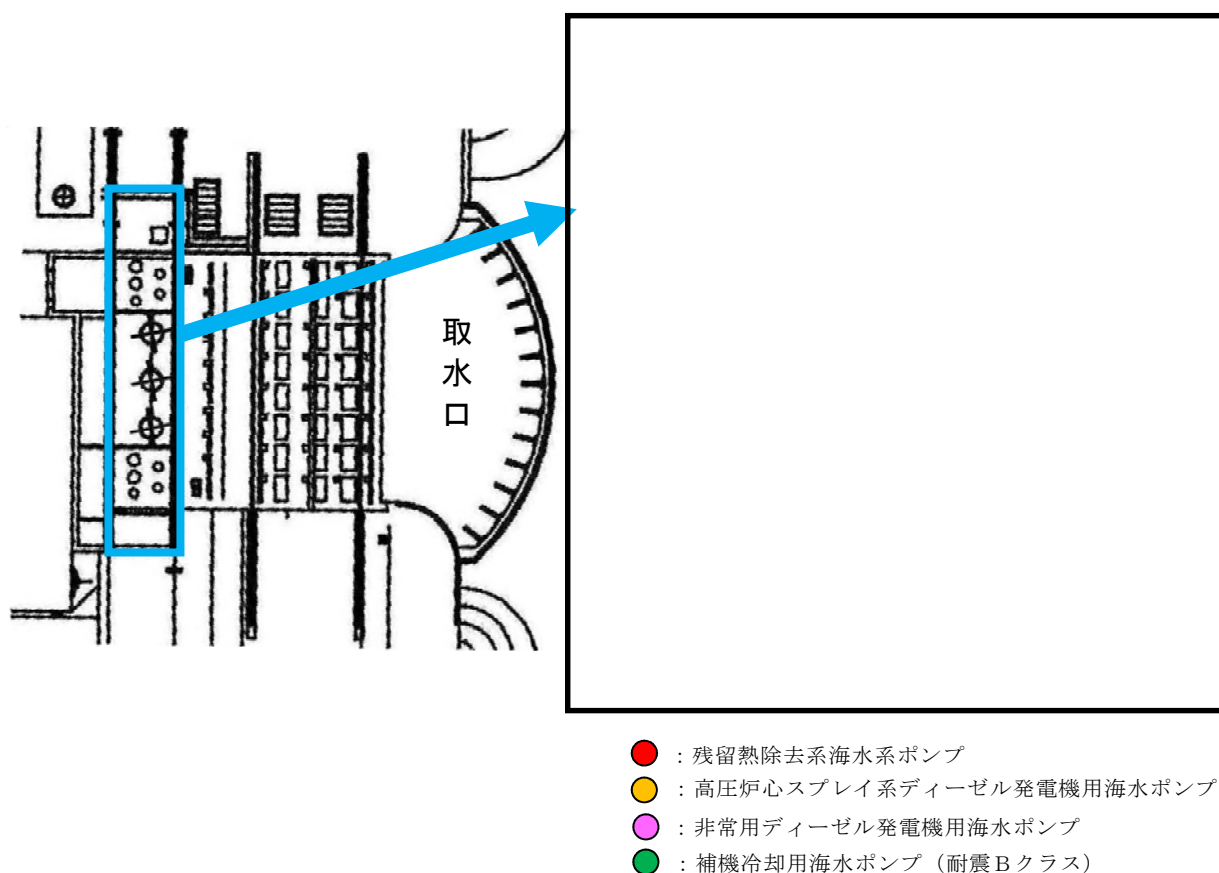 取水口
：残留熱除去系海水系ポンプ
：高圧炉心スプレイ系ディーゼル発電機用海水ポンプ
：非常用ディーゼル発電機用海水ポンプ
：補機冷却用海水ポンプ（耐震Ｂクラス）